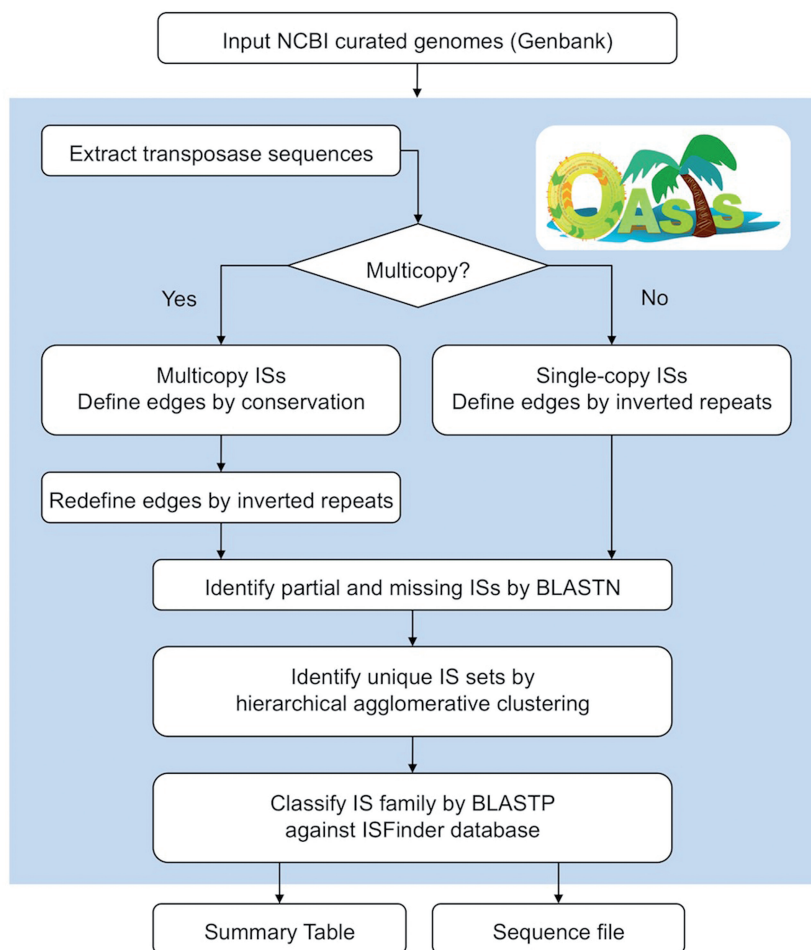 Input NCBI curated genomes (Genbank)
Extract transposase sequences
OASIS
Multicopy?
Yes
No
Multicopy ISs
Define edges by conservation
Single-copy ISs
Define edges by inverted repeats
Redefine edges by inverted repeats
Identify partial and missing ISs by BLASTN
Identify unique IS sets by
hierarchical agglomerative clustering
Classify IS family by BLASTP
against ISFinder database
Summary Table
Sequence file